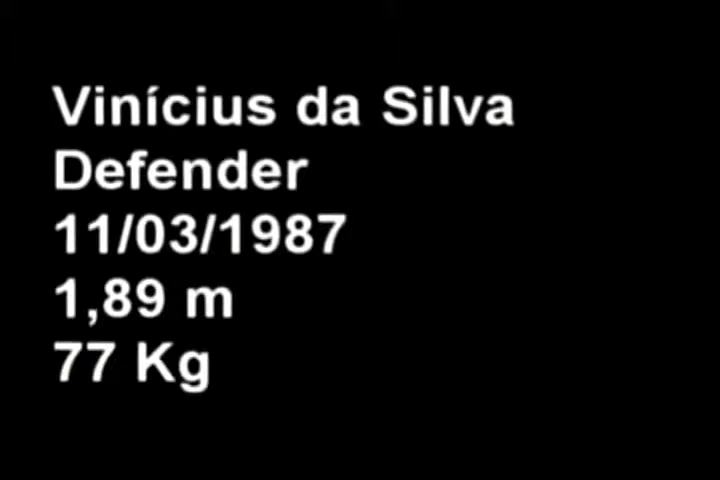 Vinícius da Silva
Defender
11/03/1987
1,89 m
77 Kg